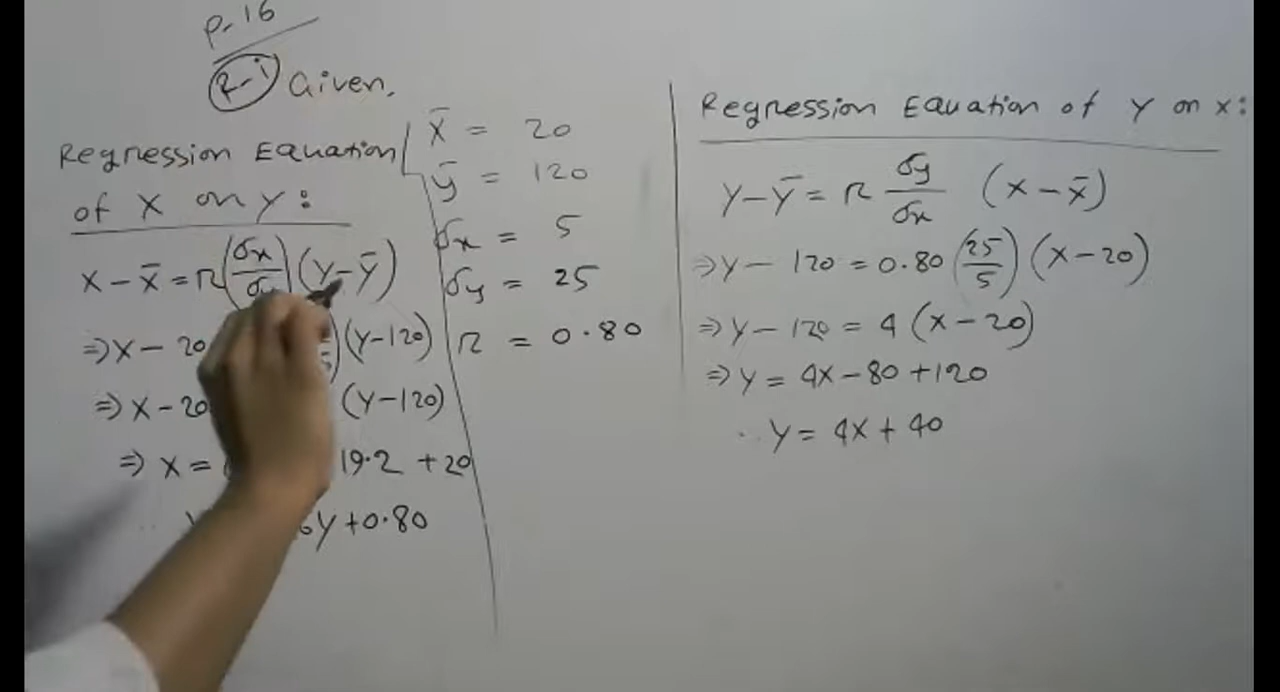 P-16
R-i Given,
Regression Equation
of X on Y:
X - X̄ = r(σx/σ (Y - Ȳ)
⇒ X - 20 (Y - 120)
⇒ X - 20 (Y - 120)
⇒ X = 19.2 + 20
6Y + 0.80
X̄ = 20
Ȳ = 120
σx = 5
σy = 25
r = 0.80
Regression Equation of Y on X:
Y - Ȳ = r σy/σx (X - X̄)
⇒ Y - 120 = 0.80 (25/5) (X - 20)
⇒ Y - 120 = 4 (X - 20)
⇒ Y = 4X - 80 + 120
∴ Y = 4X + 40